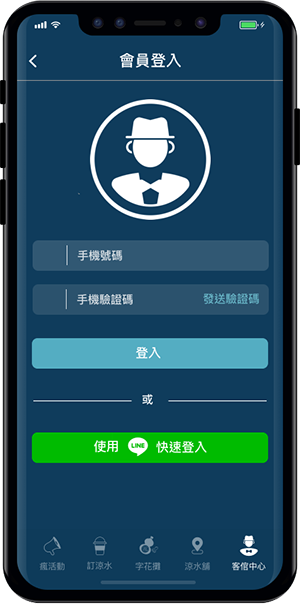 會員登入
手機號碼
手機驗證碼 發送驗證碼
登入
或
使用 LINE 快速登入
瘋活動 訂涼水 字花攤 涼水舖 客倌中心